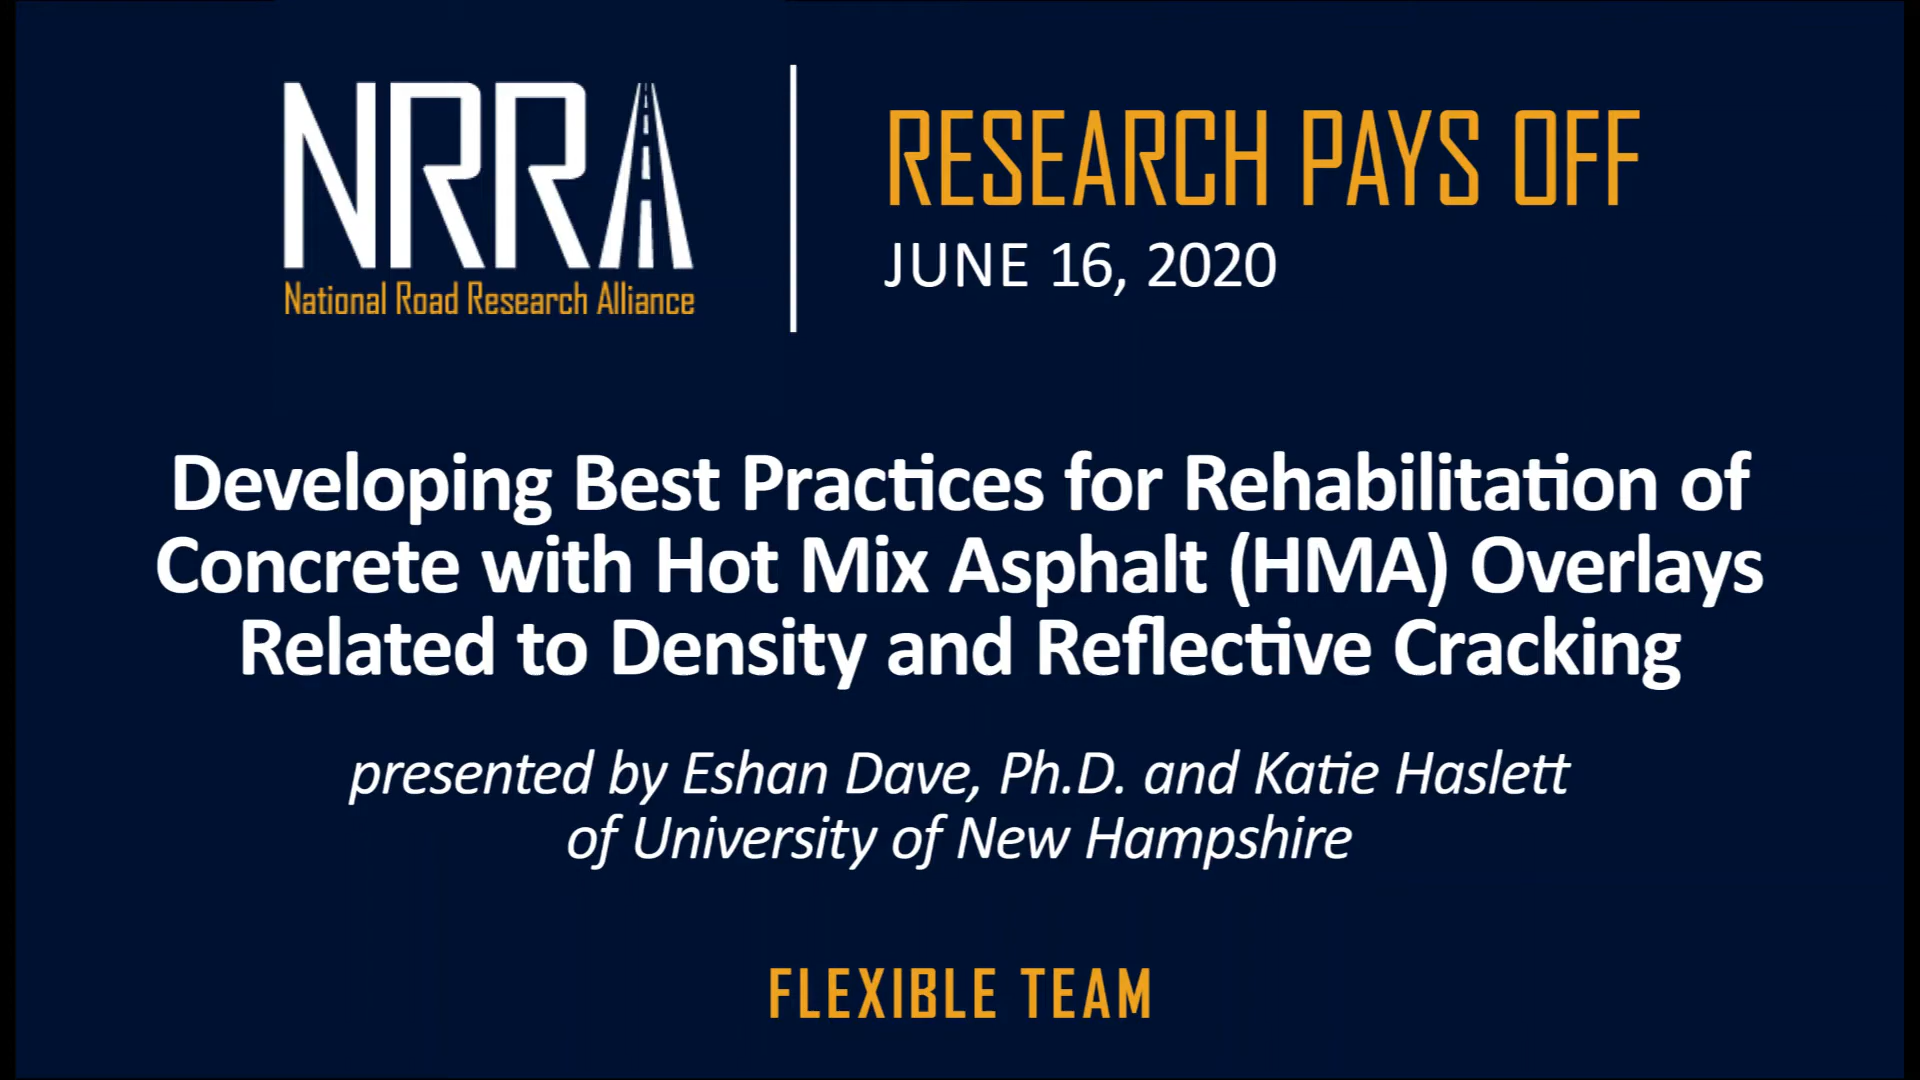 NRRA
National Road Research Alliance
RESEARCH PAYS OFF
JUNE 16, 2020
Developing Best Practices for Rehabilitation of
Concrete with Hot Mix Asphalt (HMA) Overlays
Related to Density and Reflective Cracking
presented by Eshan Dave, Ph.D. and Katie Haslett
of University of New Hampshire
FLEXIBLE TEAM